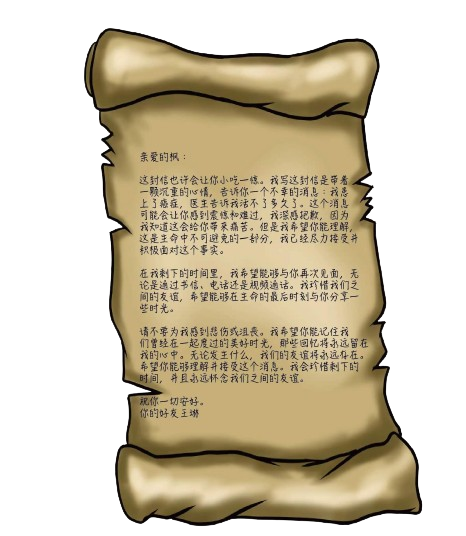 亲爱的枫：
这封信也许会让你小吃一惊。我写这封信是带着
一颗沉重的心情，告诉你一个不幸的消息：我患
上了癌症，医生告诉我活不了多久了。这个消息
可能会让你感到震惊和难过，我深感抱歉，因为
我知道这会给你带来痛苦。但是我希望你能理解，
这是生命中不可避免的一部分，我已经尽力接受并
积极面对这个事实。
在我剩下的时间里，我希望能够与你再次见面，无
论是通过书信、电话还是视频通话。我珍惜我们之
间的友谊，希望能够在生命的最后时刻与你分享一
些时光。
请不要为我感到悲伤或沮丧。我希望你能记住我
们曾经在一起度过的美好时光，那些回忆将永远留在
我的心中。无论发生什么，我们的友谊将永远存在。
希望你能够理解并接受这个消息。我会珍惜剩下的
时间，并且永远怀念我们之间的友谊。
祝你一切安好。
你的好友王琳